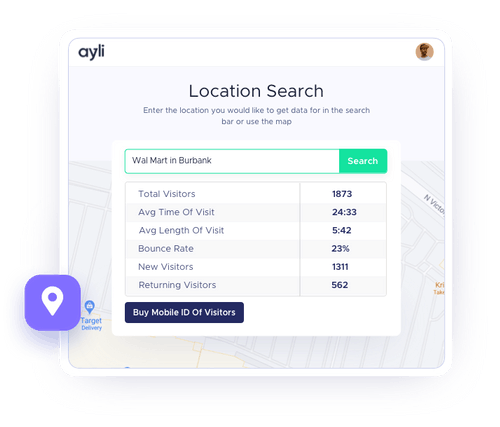 ayli
Location Search
Enter the location you would like to get data for in the search
bar or use the map
Wal Mart in Burbank
Search
Total Visitors 1873
Avg Time Of Visit 24:33
Avg Length Of Visit 5:42
Bounce Rate 23%
New Visitors 1311
Returning Visitors 562
Buy Mobile ID Of Visitors
N Victo
Kri
Take
Target
Delivery